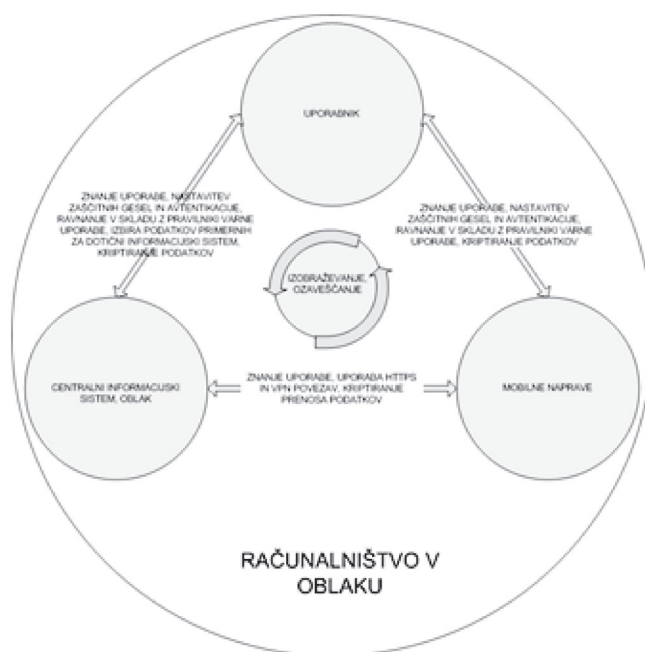 UPORABNIK
ZNANJE UPORABE, NASTAVITEV
ZAŠČITNIH GESEL IN AVTENTIKACIJE,
RAVNANJE V SKLADU Z PRAVILNIKI VARNE
UPORABE, IZBIRA PODATKOV PRIMERNIH
ZA DOTIČNI INFORMACIJSKI SISTEM,
KRIPTIRANJE PODATKOV
ZNANJE UPORABE, NASTAVITEV
ZAŠČITNIH GESEL IN AVTENTIKACIJE,
RAVNANJE V SKLADU Z PRAVILNIKI VARNE
UPORABE, KRIPTIRANJE PODATKOV
IZOBRAŽEVANJE,
OZAVEŠČANJE
CENTRALNI INFORMACIJSKI
SISTEM, OBLAK
ZNANJE UPORABE, UPORABA HTTPS
IN VPN POVEZAV, KRIPTIRANJE
PRENOSA PODATKOV
MOBILNE NAPRAVE
RAČUNALNIŠTVO V
OBLAKU